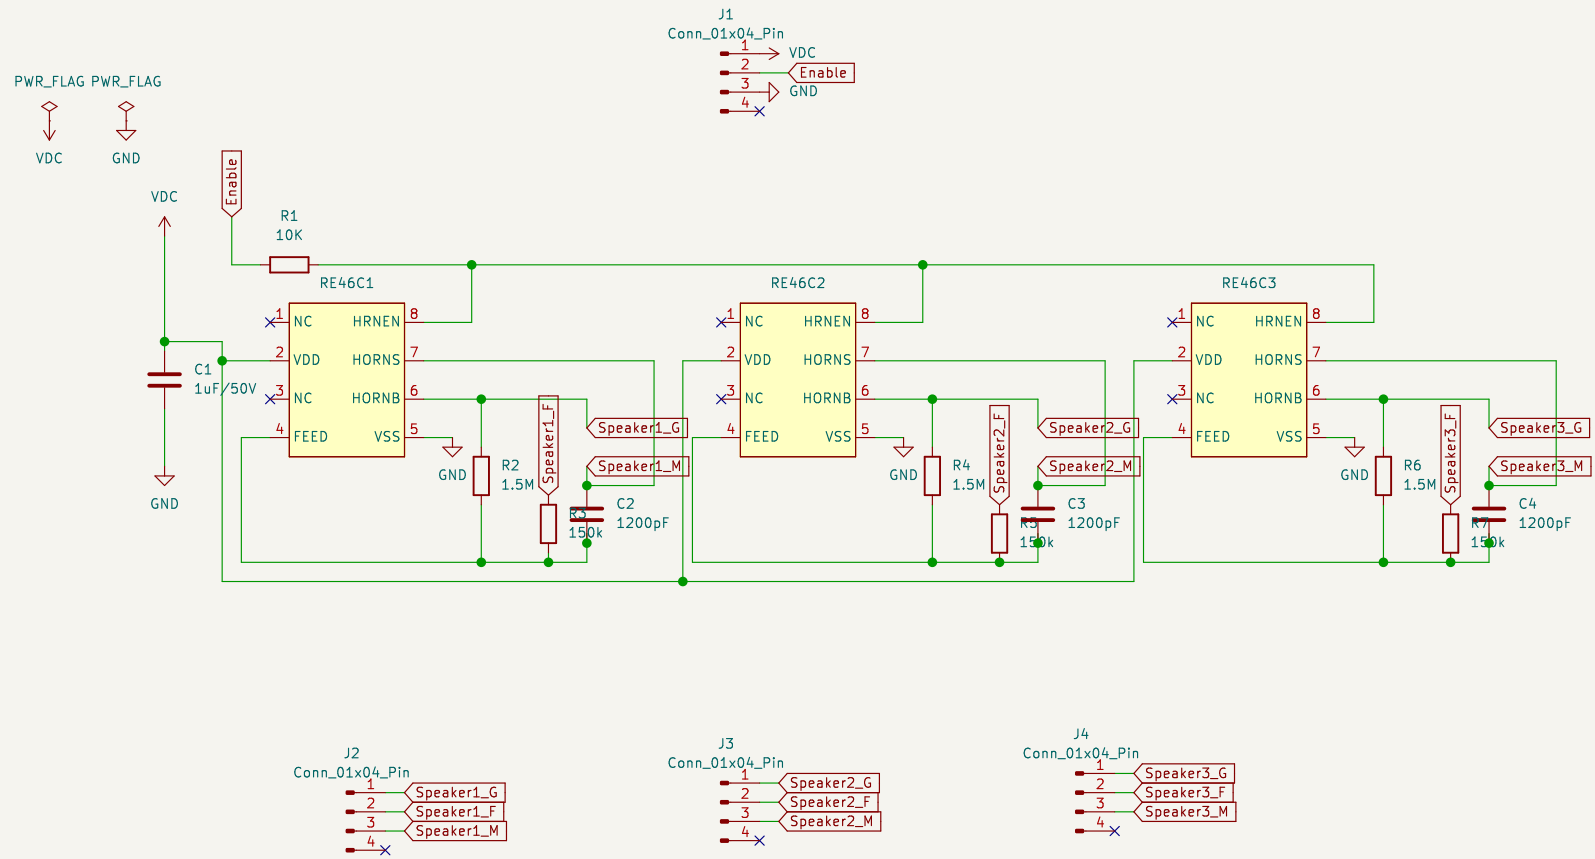 J1
Conn_01x04_Pin
1 VDC
2 Enable
3 GND
4
PWR_FLAG PWR_FLAG
VDC GND
VDC
Enable
R1
10K
RE46C1
1 NC HRNEN 8
2 VDD HORNS 7
3 NC HORNB 6
4 FEED VSS 5
C1
1uF/50V
GND
GND
R2
1.5M
Speaker1_F
Speaker1_G
Speaker1_M
R3
150k
C2
1200pF
RE46C2
1 NC HRNEN 8
2 VDD HORNS 7
3 NC HORNB 6
4 FEED VSS 5
GND
R4
1.5M
Speaker2_F
Speaker2_G
Speaker2_M
R5
150k
C3
1200pF
RE46C3
1 NC HRNEN 8
2 VDD HORNS 7
3 NC HORNB 6
4 FEED VSS 5
GND
R6
1.5M
Speaker3_F
Speaker3_G
Speaker3_M
R7
150k
C4
1200pF
J2
Conn_01x04_Pin
1 Speaker1_G
2 Speaker1_F
3 Speaker1_M
4
J3
Conn_01x04_Pin
1 Speaker2_G
2 Speaker2_F
3 Speaker2_M
4
J4
Conn_01x04_Pin
1 Speaker3_G
2 Speaker3_F
3 Speaker3_M
4